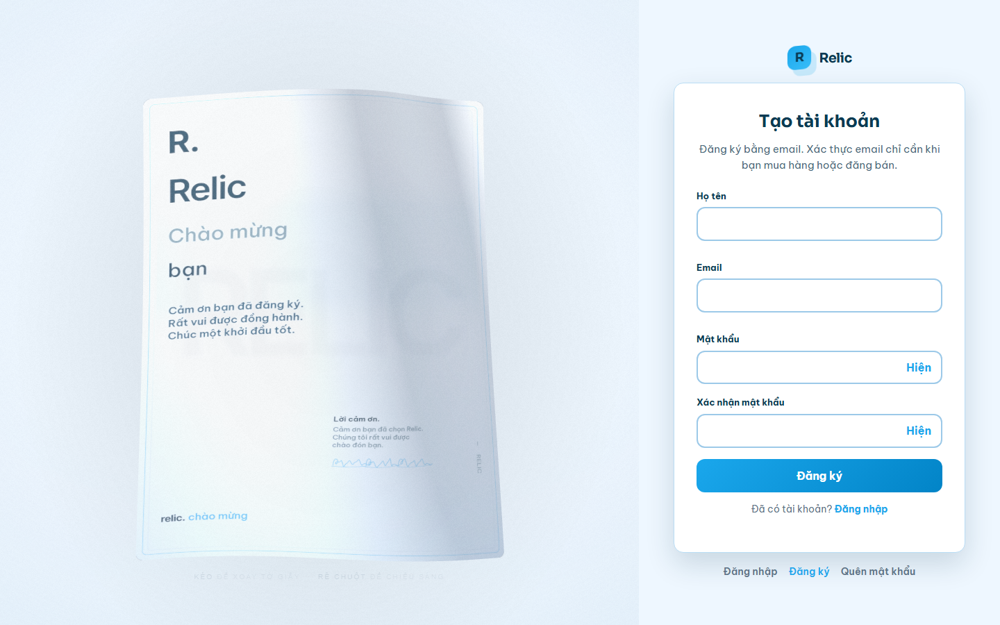 R.
Relic
Chào mừng
bạn
Cảm ơn bạn đã đăng ký.
Rất vui được đồng hành.
Chúc một khởi đầu tốt.
RELIC
Lời cảm ơn.
Cảm ơn bạn đã chọn Relic.
Chúng tôi rất vui được
chào đón bạn.
— RELIC
relic. chào mừng
KÉO ĐỂ XOAY TỜ GIẤY · RÊ CHUỘT ĐỂ CHIẾU SÁNG
R Relic
Tạo tài khoản
Đăng ký bằng email. Xác thực email chỉ cần khi
bạn mua hàng hoặc đăng bán.
Họ tên
Email
Mật khẩu
Hiện
Xác nhận mật khẩu
Hiện
Đăng ký
Đã có tài khoản? Đăng nhập
Đăng nhập Đăng ký Quên mật khẩu